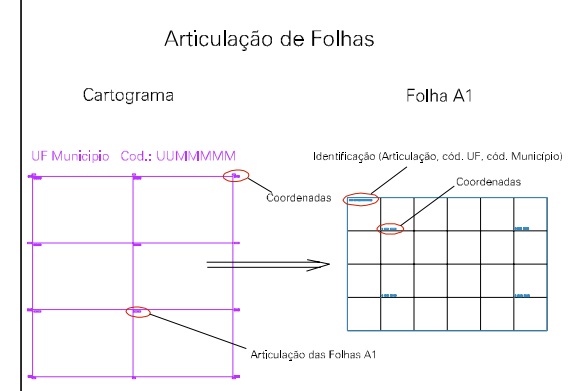 Articulação de Folhas
Cartograma
Folha A1
UF Municipio Cod.: UUMMMMM
Identificação (Articulação, cód. UF, cód. Município)
Coordenadas
Coordenadas
Articulação das Folhas A1